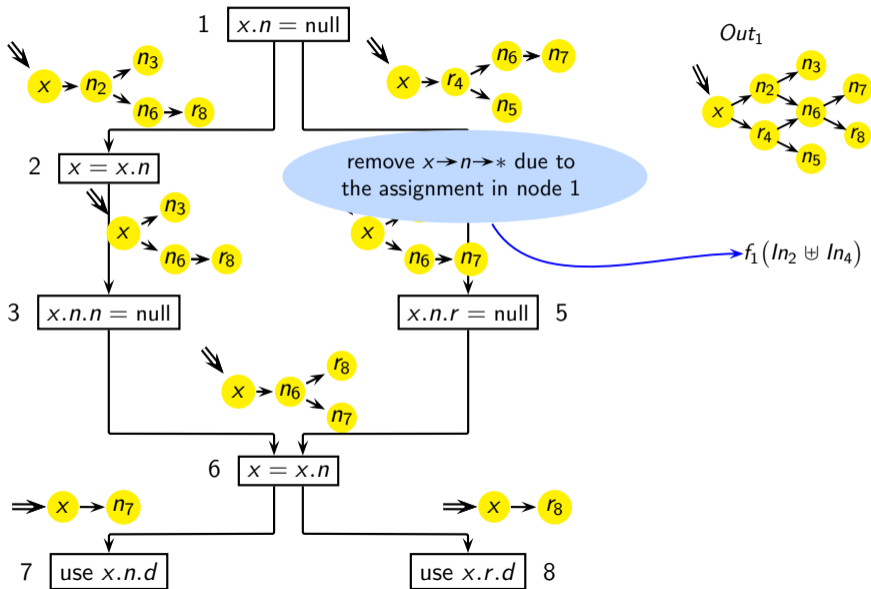 1 x.n = null
Out₁
x n₂ n₃ n₆ r₈
x r₄ n₆ n₇ n₅
x n₂ n₃ r₄ n₆ n₇ r₈ n₅
2 x = x.n
remove x→n→∗ due to
the assignment in node 1
x n₃ n₆ r₈
x n₆ n₇
f₁(In₂ ⊎ In₄)
3 x.n.n = null
x.n.r = null 5
x n₆ r₈ n₇
6 x = x.n
x n₇
x r₈
7 use x.n.d
use x.r.d 8